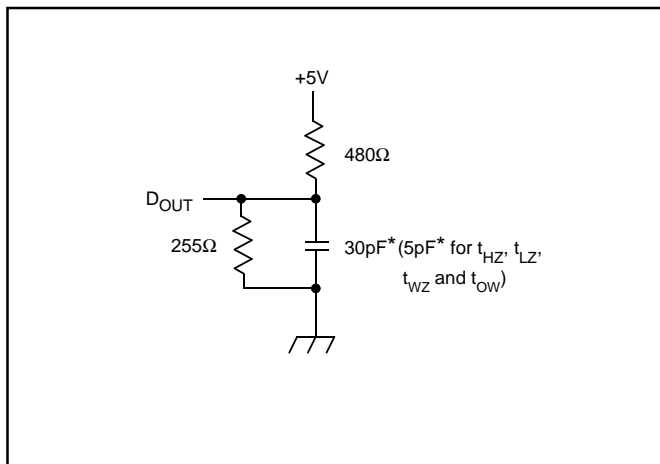 +5V
480Ω
DOUT
255Ω
30pF* (5pF* for tHZ, tLZ,
tWZ and tOW)